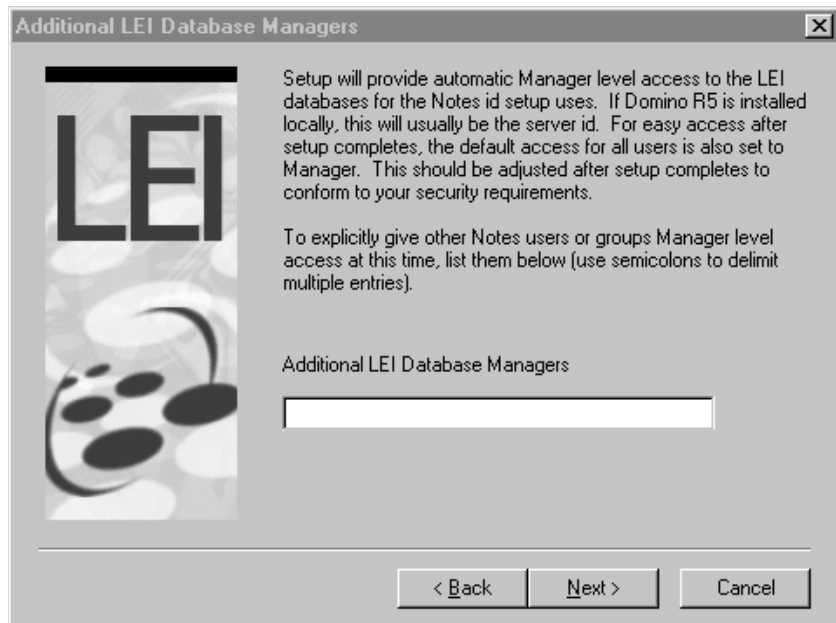 Additional LEI Database Managers
LEI
Setup will provide automatic Manager level access to the LEI
databases for the Notes id setup uses. If Domino R5 is installed
locally, this will usually be the server id. For easy access after
setup completes, the default access for all users is also set to
Manager. This should be adjusted after setup completes to
conform to your security requirements.
To explicitly give other Notes users or groups Manager level
access at this time, list them below (use semicolons to delimit
multiple entries).
Additional LEI Database Managers
< Back
Next >
Cancel